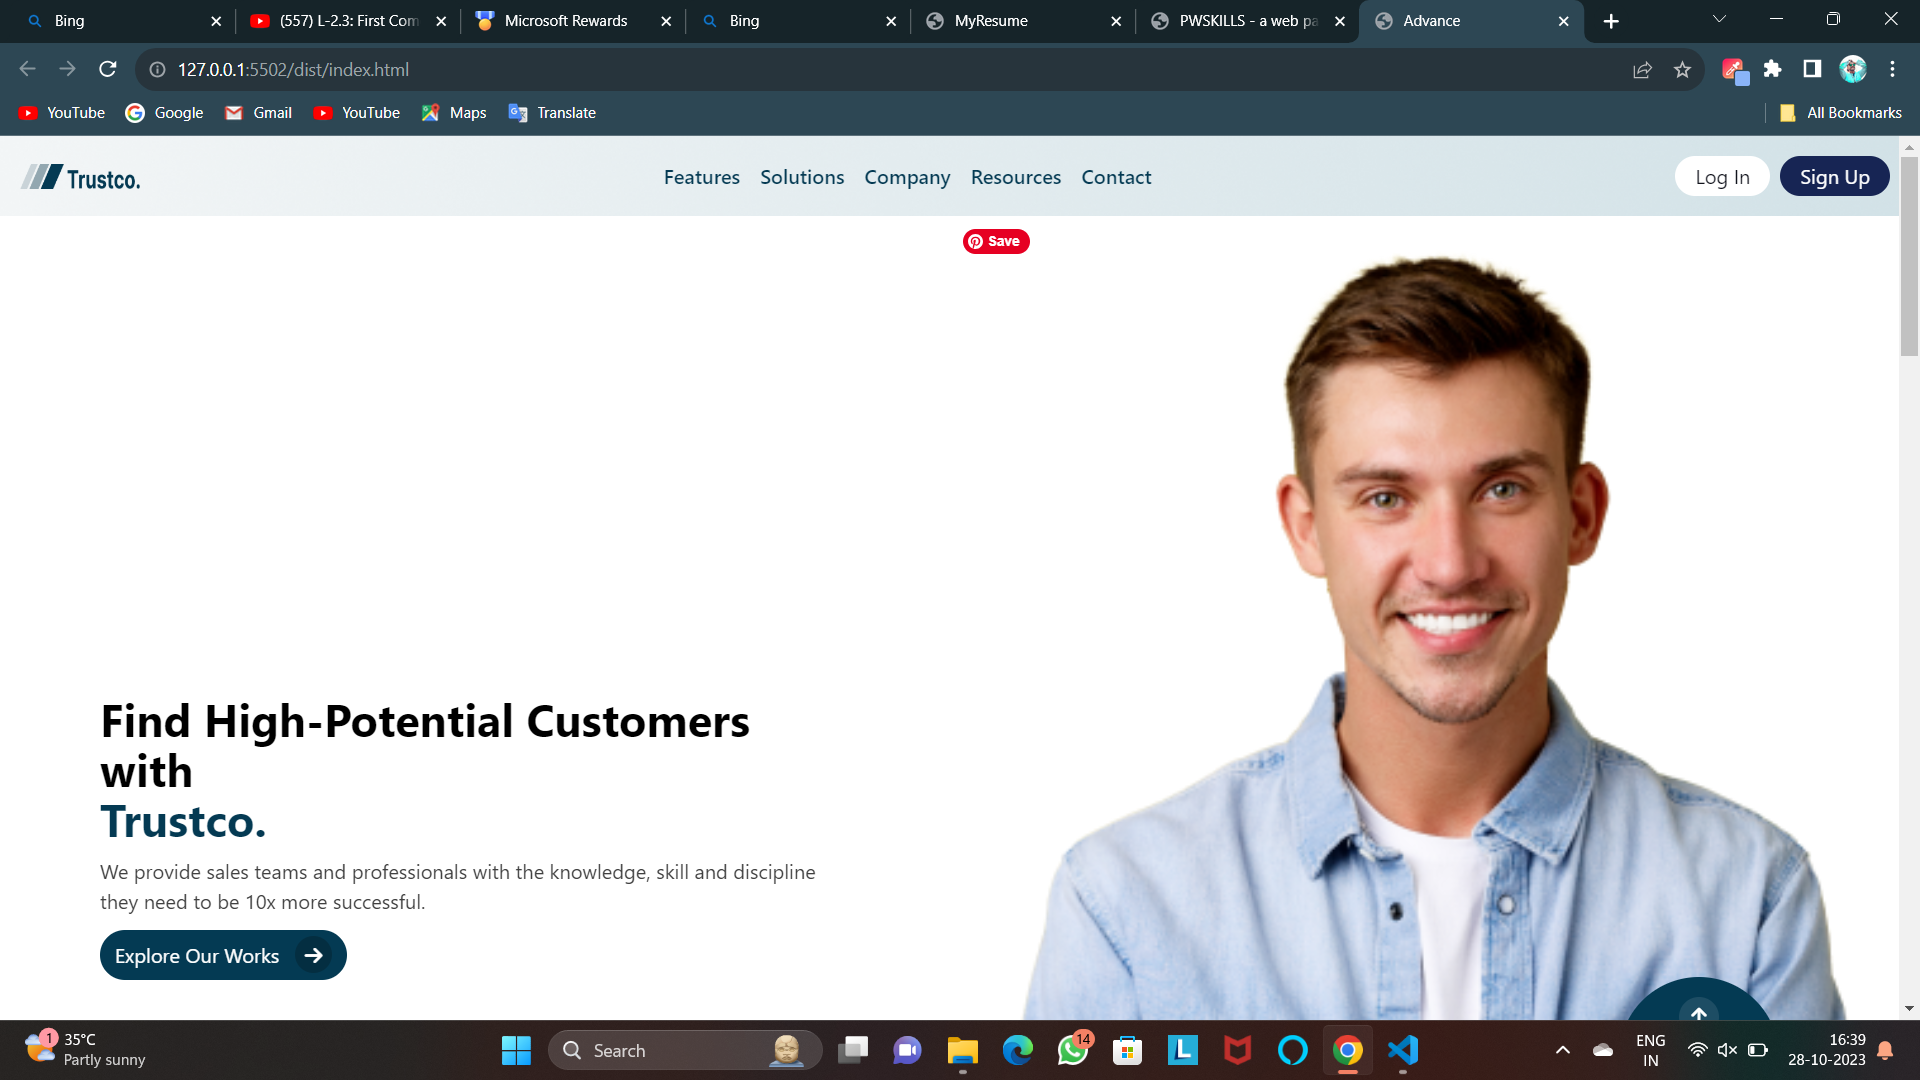 Bing
(557) L-2.3: First Com
Microsoft Rewards
Bing
MyResume
PWSKILLS - a web pa
Advance
127.0.0.1:5502/dist/index.html
YouTube
Google
Gmail
YouTube
Maps
Translate
All Bookmarks
Trustco.
Features
Solutions
Company
Resources
Contact
Log In
Sign Up
Save
Find High-Potential Customers
with
Trustco.
We provide sales teams and professionals with the knowledge, skill and discipline
they need to be 10x more successful.
Explore Our Works
1
35°C
Partly sunny
Search
14
L
ENG
IN
16:39
28-10-2023